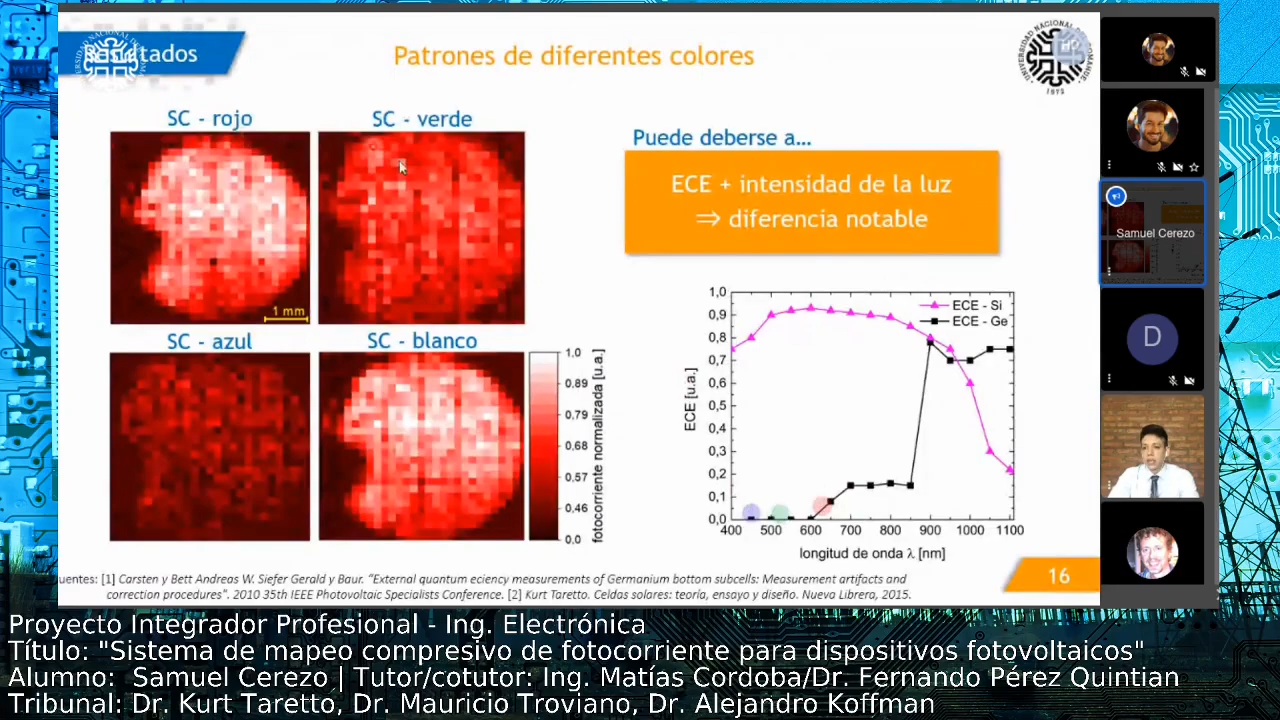 Resultados
Patrones de diferentes colores
UNIVERSIDAD NACIONAL DEL COMAHUE
1972
SC - rojo
SC - verde
1 mm
SC - azul
SC - blanco
1,0
0,89
0,79
0,68
0,57
0,46
0,0
fotocorriente normalizada [u.a.]
Puede deberse a...
ECE + intensidad de la luz
⇒ diferencia notable
ECE - Si
ECE - Ge
1,0
0,9
0,8
0,7
0,6
0,5
0,4
0,3
0,2
0,1
0,0
ECE [u.a.]
400 500 600 700 800 900 1000 1100
longitud de onda λ [nm]
uentes: [1] Carsten y Bett Andreas W. Siefer Gerald y Baur. “External quantum eciency measurements of Germanium bottom subcells: Measurement artifacts and
correction procedures”. 2010 35th IEEE Photovoltaic Specialists Conference. [2] Kurt Taretto. Celdas solares: teoría, ensayo y diseño. Nueva Librería, 2015.
16
Samuel Cerezo
D
Proyecto Integrador Profesional - Ing. Electrónica
Título: "Sistema de mapeo compresivo de fotocorriente para dispositivos fotovoltaicos"
Alumno:  Samuel Cerezo | Tutor/cotutor: Ing. Matías Cordoba/Dr. Fernando Pérez Quintian
Tribunal: Dr. Kurt Taretto, Dr. Mauricio Troviano, Dr. Alejandro Koffman